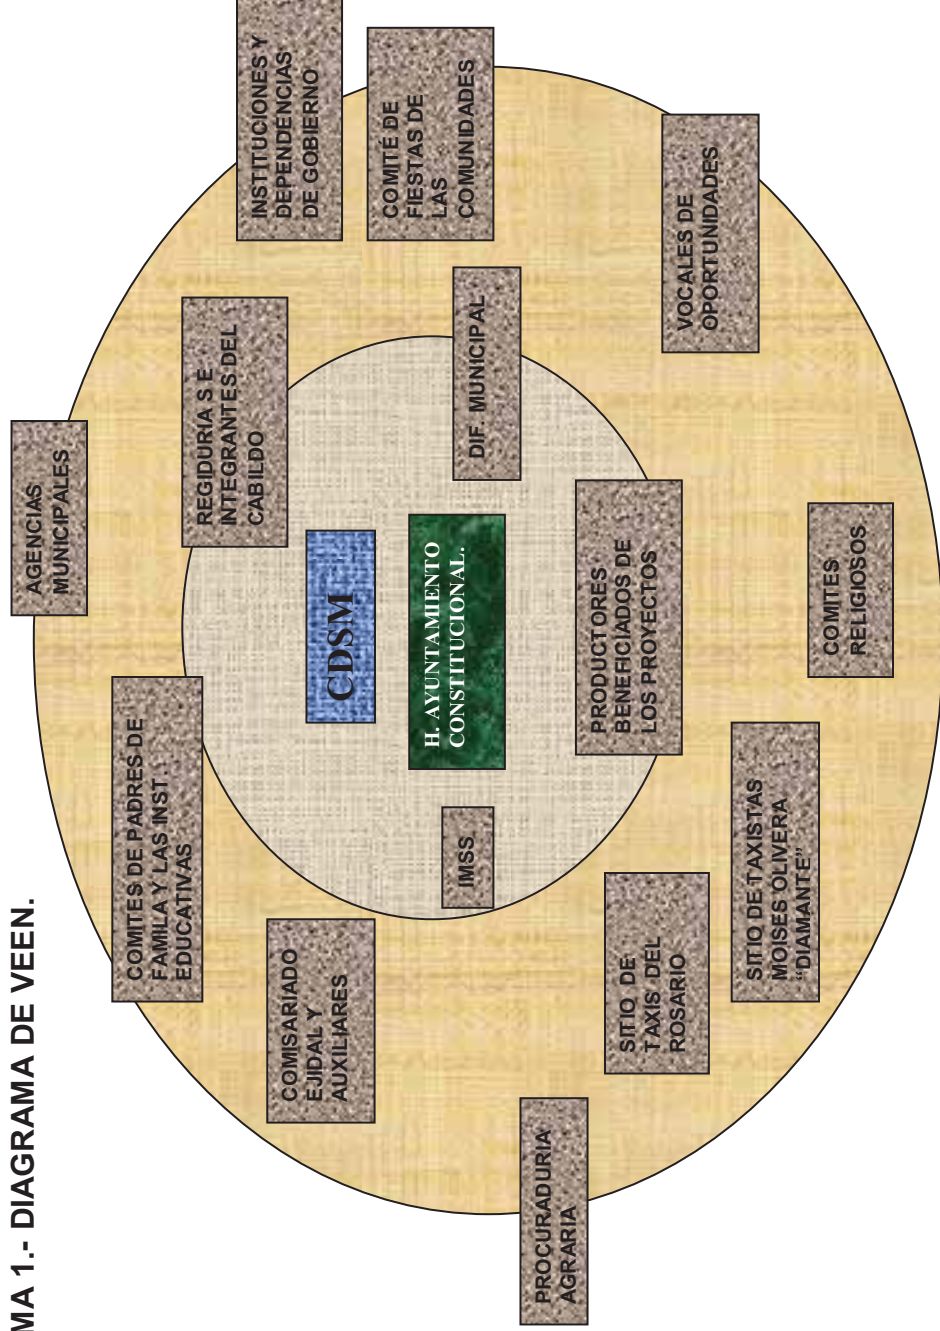 MA 1.- DIAGRAMA DE VEEN.
AGENCIAS
MUNICIPALES
COMITES DE PADRES DE
FAMILA Y LAS INST
EDUCATIVAS
REGIDURIA S E
INTEGRANTES DEL
CABILDO
INSTITUCIONES Y
DEPENDENCIAS
DE GOBIERNO
COMISARIADO
EJIDAL Y
AUXILIARES
CDSM
COMITE DE
FIESTAS DE
LAS
COMUNIDADES
H. AYUNTAMIENTO
CONSTITUCIONAL.
IMSS
DIF. MUNICIPAL
PROCURADURIA
AGRARIA
PRODUCTORES
BENEFICIADOS DE
LOS PROYECTOS
SITIO DE
TAXIS DEL
ROSARIO
VOCALES DE
OPORTUNIDADES
SITIO DE TAXISTAS
MOISES OLIVERA
“DIAMANTE”
COMITES
RELIGIOSOS